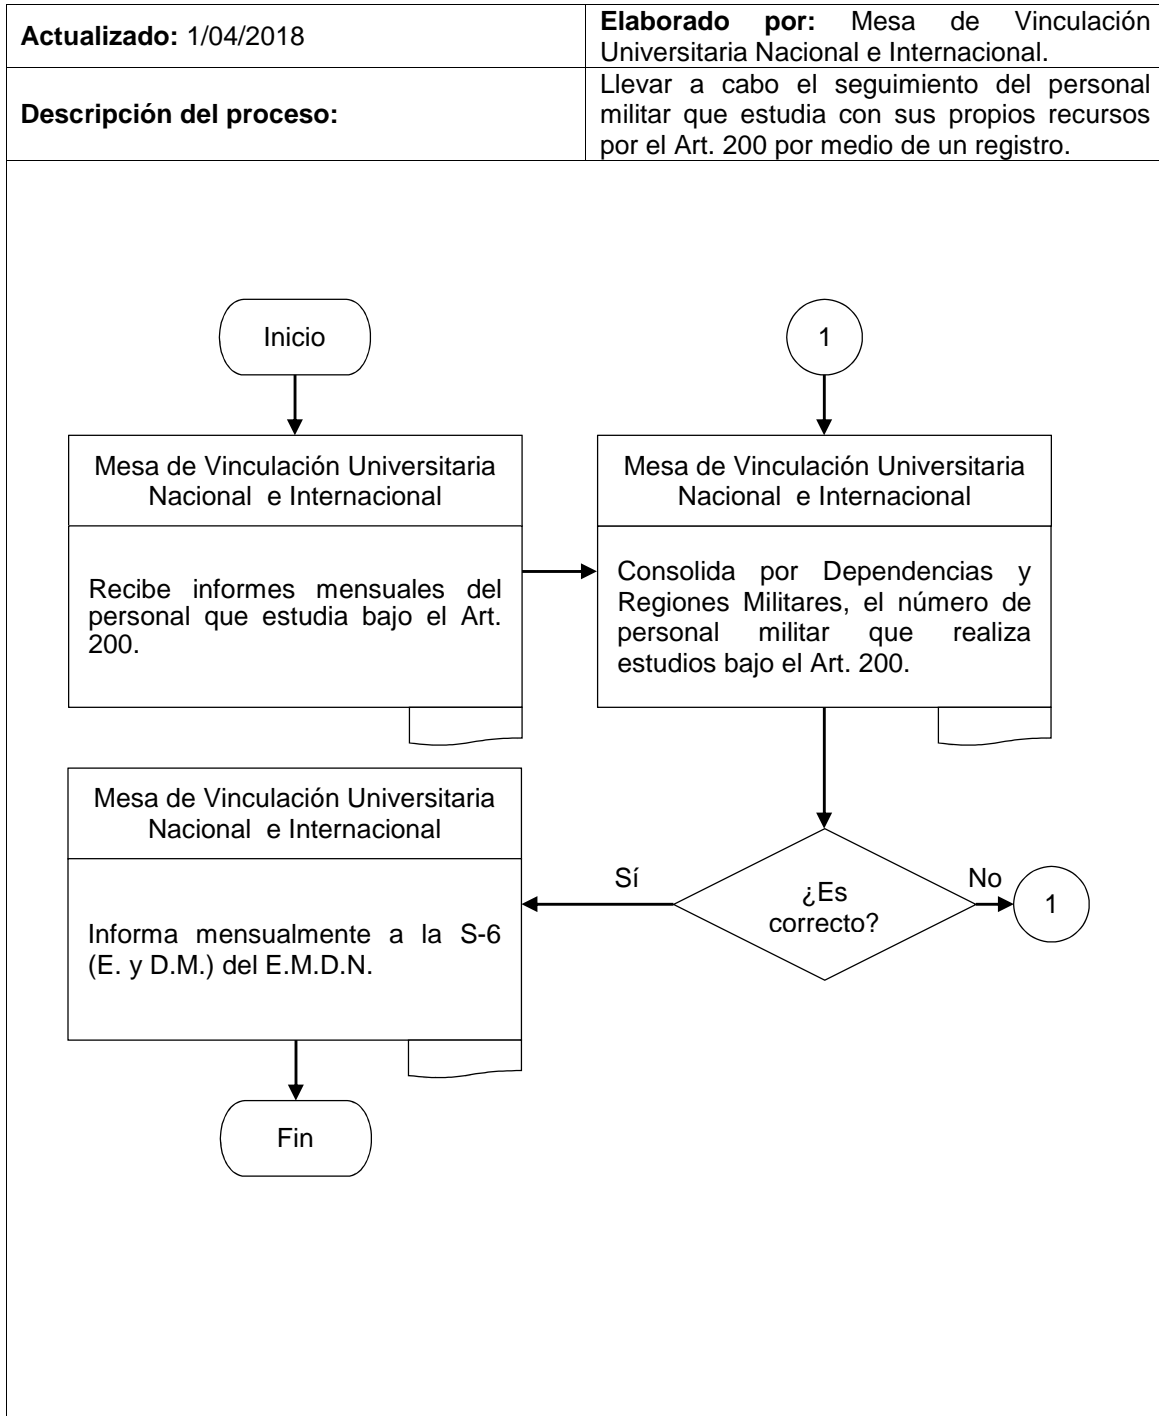 Actualizado: 1/04/2018
Elaborado por: Mesa de Vinculación
Universitaria Nacional e Internacional.
Descripción del proceso:
Llevar a cabo el seguimiento del personal
militar que estudia con sus propios recursos
por el Art. 200 por medio de un registro.
Inicio
Mesa de Vinculación Universitaria
Nacional e Internacional
Recibe informes mensuales del
personal que estudia bajo el Art.
200.
1
Mesa de Vinculación Universitaria
Nacional e Internacional
Consolida por Dependencias y
Regiones Militares, el número de
personal militar que realiza
estudios bajo el Art. 200.
¿Es
correcto?
No
1
Sí
Mesa de Vinculación Universitaria
Nacional e Internacional
Informa mensualmente a la S-6
(E. y D.M.) del E.M.D.N.
Fin